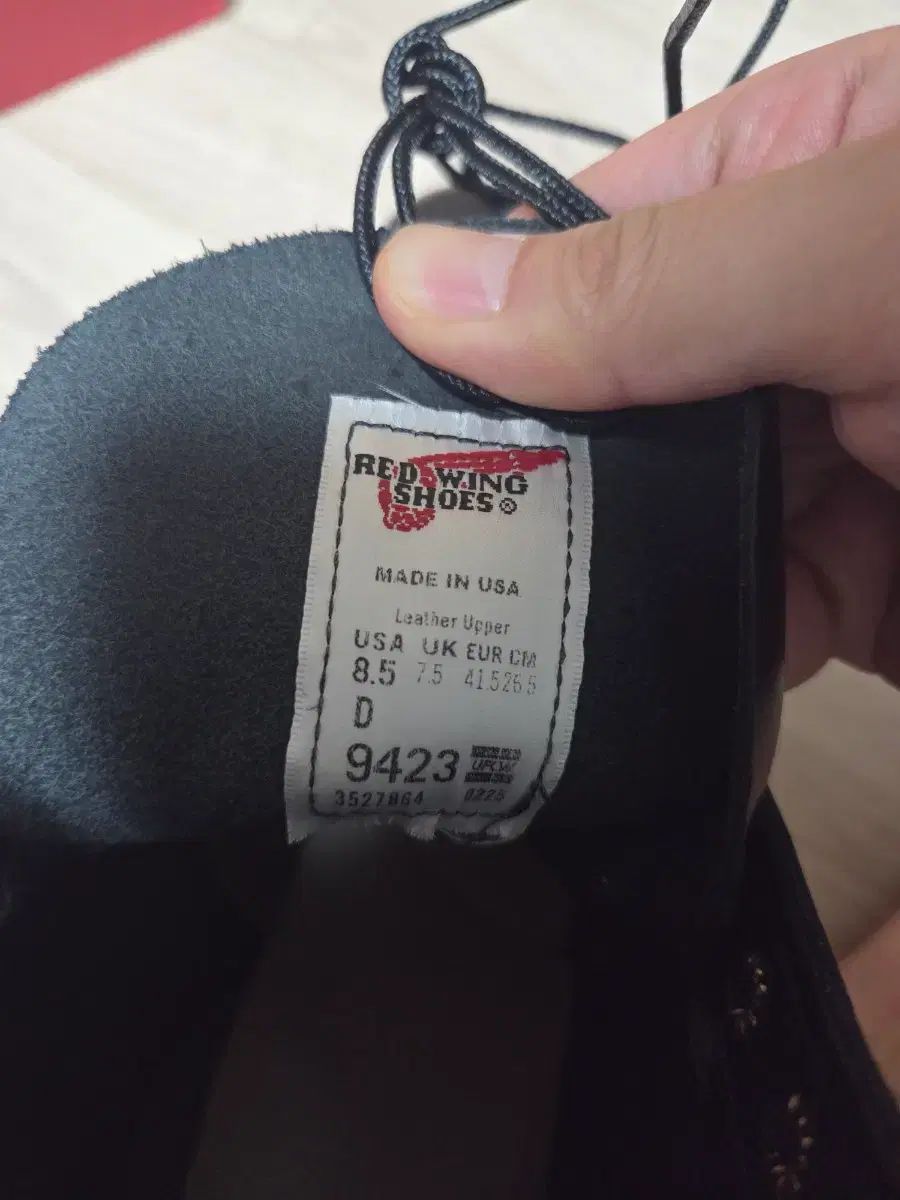 RED WING
SHOES®
MADE IN USA
Leather Upper
USA UK EUR CM
8.5 7.5 41.5 26.5
D
9423
3527864 0225